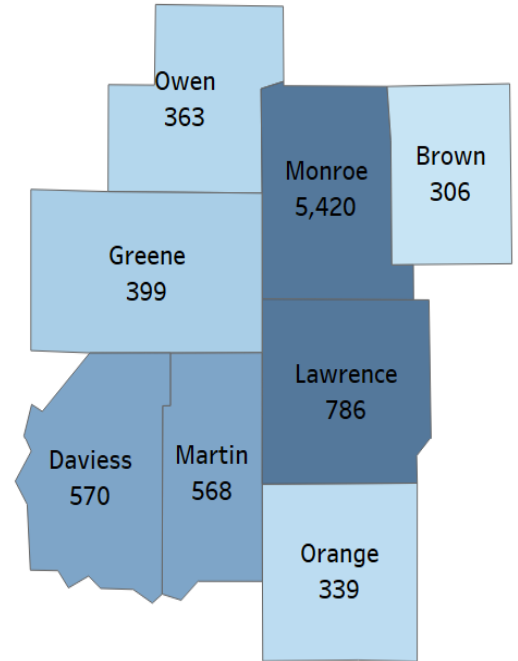 Owen
363
Monroe
5,420
Brown
306
Greene
399
Lawrence
786
Daviess
570
Martin
568
Orange
339